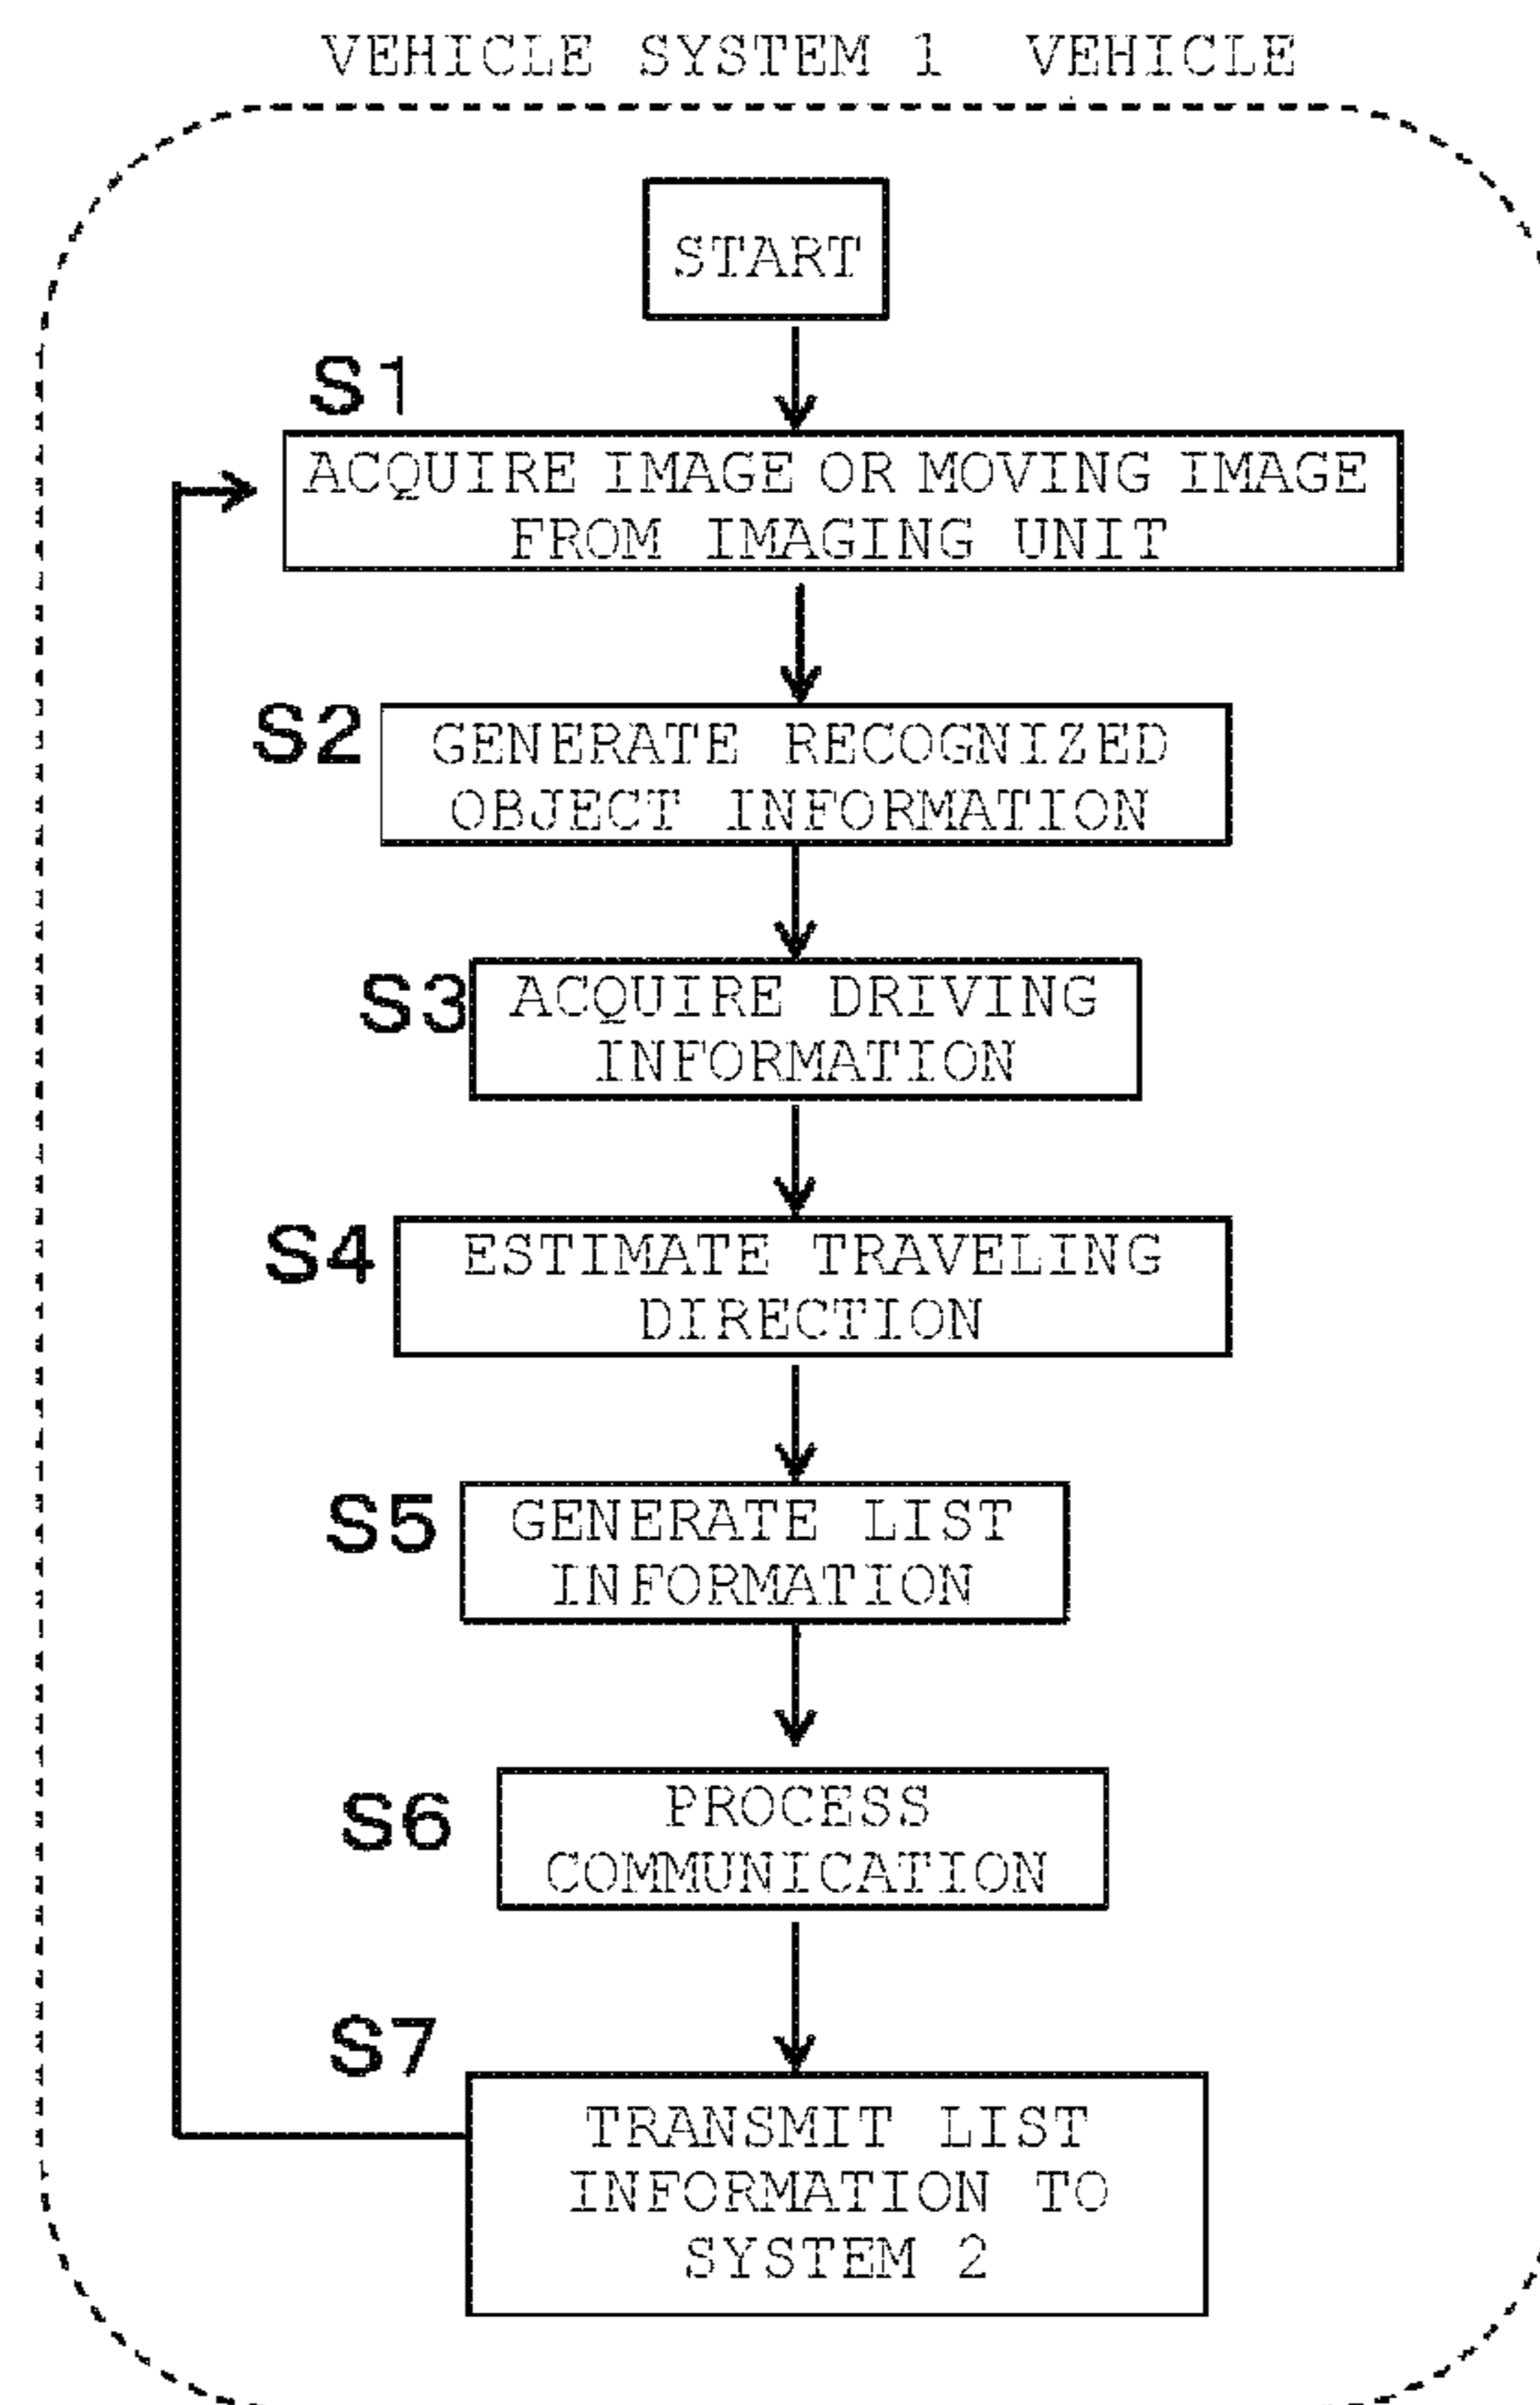 VEHICLE SYSTEM 1 VEHICLE
START
S1
ACQUIRE IMAGE OR MOVING IMAGE
FROM IMAGING UNIT
S2
GENERATE RECOGNIZED
OBJECT INFORMATION
S3
ACQUIRE DRIVING
INFORMATION
S4
ESTIMATE TRAVELING
DIRECTION
S5
GENERATE LIST
INFORMATION
S6
PROCESS
COMMUNICATION
S7
TRANSMIT LIST
INFORMATION TO
SYSTEM 2